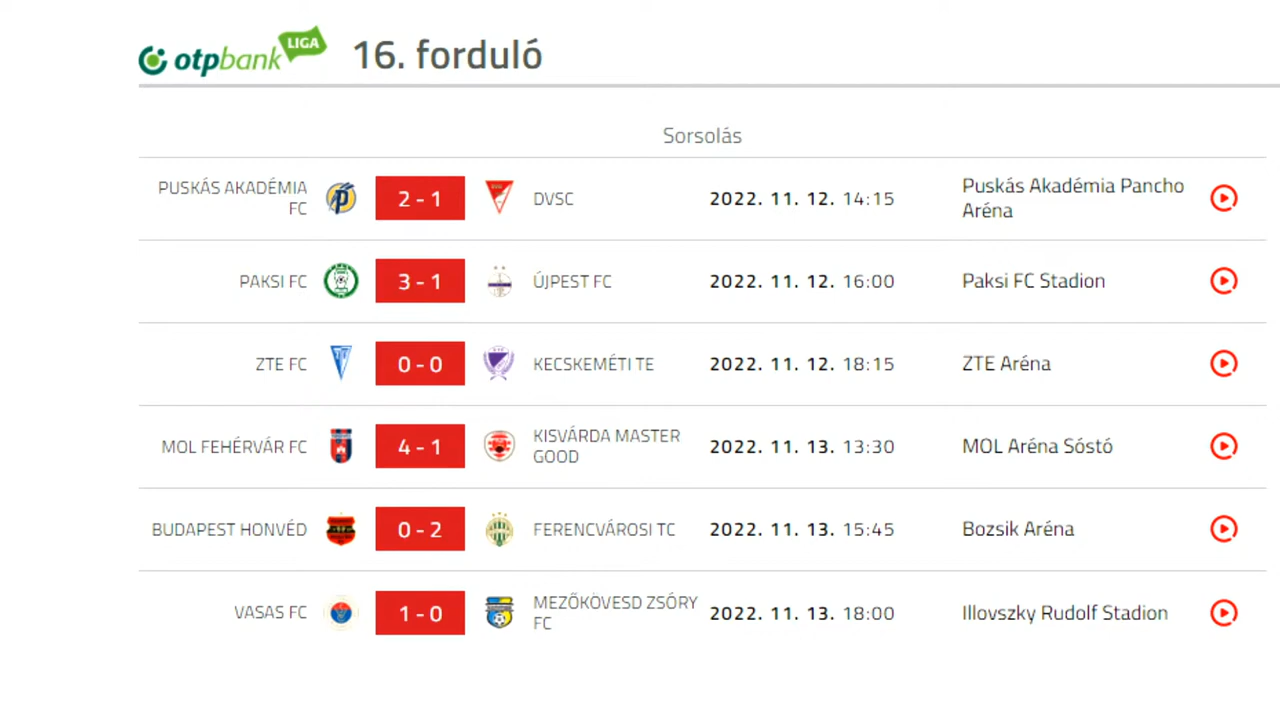 otpbank LIGA 16. forduló
Sorsolás
PUSKÁS AKADÉMIA
FC
2 - 1
DVSC
2022. 11. 12. 14:15
Puskás Akadémia Pancho
Aréna
PAKSI FC
3 - 1
ÚJPEST FC
2022. 11. 12. 16:00
Paksi FC Stadion
ZTE FC
0 - 0
KECSKEMÉTI TE
2022. 11. 12. 18:15
ZTE Aréna
MOL FEHÉRVÁR FC
4 - 1
KISVÁRDA MASTER
GOOD
2022. 11. 13. 13:30
MOL Aréna Sóstó
BUDAPEST HONVÉD
0 - 2
FERENCVÁROSI TC
2022. 11. 13. 15:45
Bozsik Aréna
VASAS FC
1 - 0
MEZŐKÖVESD ZSÓRY
FC
2022. 11. 13. 18:00
Illovszky Rudolf Stadion